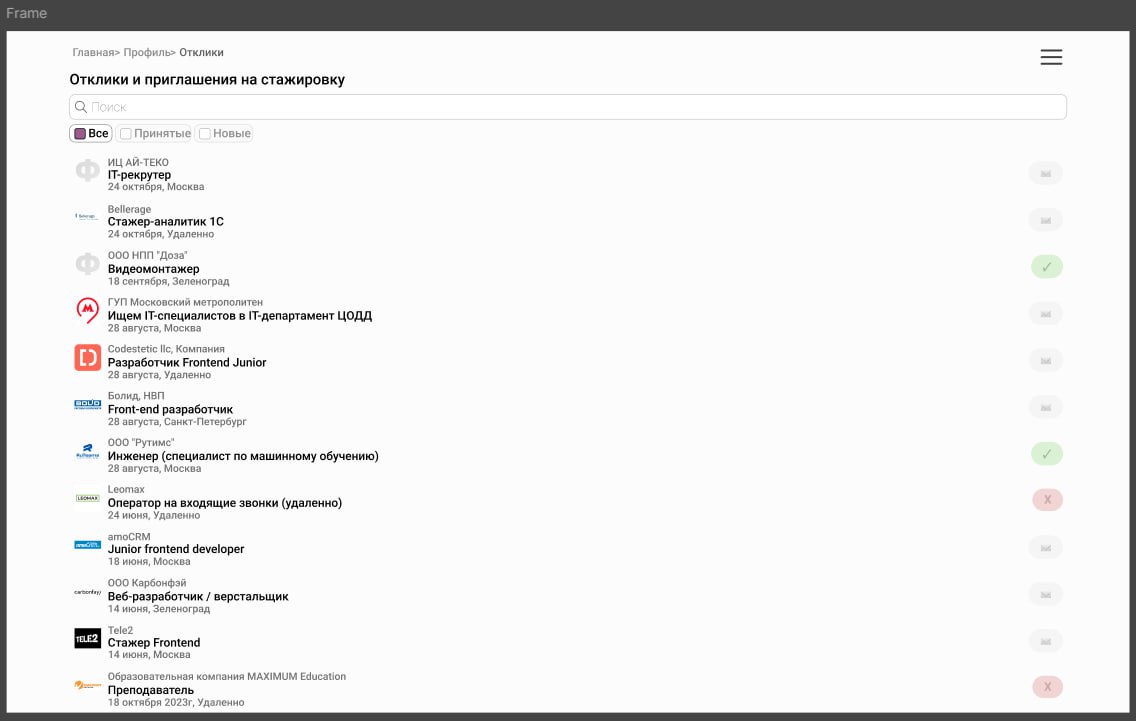 Frame
Главная> Профиль> Отклики
Отклики и приглашения на стажировку
Поиск
Все Принятые Новые
ИЦ АЙ-ТЕКО
IT-рекрутер
24 октября, Москва
Bellerage
Стажер-аналитик 1С
24 октября, Удаленно
ООО НПП "Доза"
Видеомонтажер
18 сентября, Зеленоград
ГУП Московский метрополитен
Ищем IT-специалистов в IT-департамент ЦОДД
28 августа, Москва
Codestetic llc, Компания
Разработчик Frontend Junior
28 августа, Удаленно
Болид, НВП
Front-end разработчик
28 августа, Санкт-Петербург
ООО "Рутимс"
Инженер (специалист по машинному обучению)
28 августа, Москва
LEOMAX
Leomax
Оператор на входящие звонки (удаленно)
24 июня, Удаленно
X
amoCRM
Junior frontend developer
18 июня, Москва
carbonfay
ООО Карбонфэй
Веб-разработчик / верстальщик
14 июня, Зеленоград
TELE2
Tele2
Стажер Frontend
14 июня, Москва
Образовательная компания MAXIMUM Education
Преподаватель
18 октября 2023г, Удаленно
X